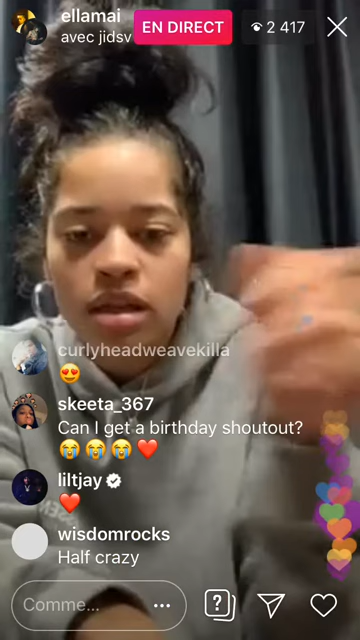 ellamai
avec jidsv
EN DIRECT
2 417
curlyheadweavekilla
😍
skeeta_367
Can I get a birthday shoutout?
😭😭😭❤️
liltjay
❤️
wisdomrocks
Half crazy
Comme...